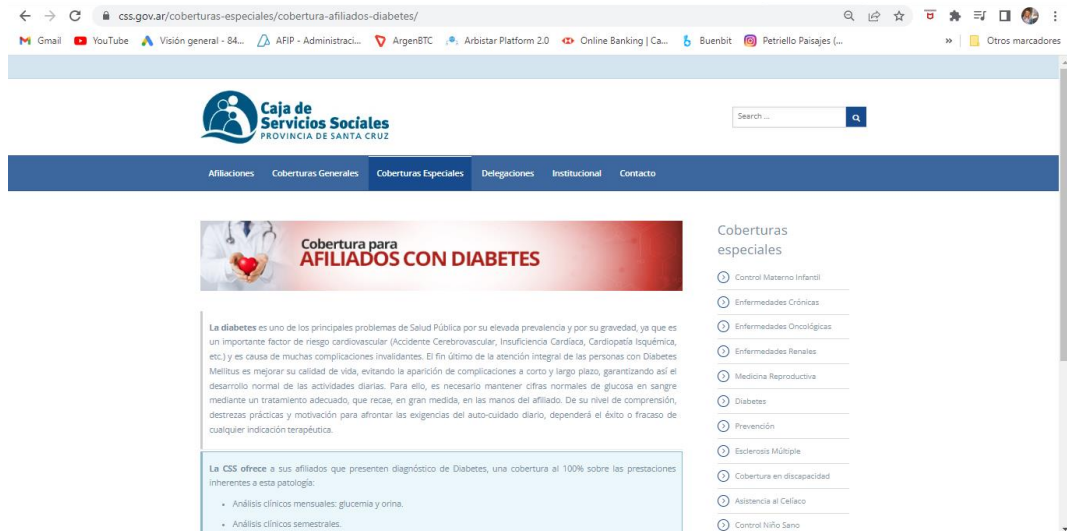 css.gov.ar/coberturas-especiales/cobertura-afiliados-diabetes/
Gmail
YouTube
Visión general - 84...
AFIP - Administraci...
ArgenBTC
Arbistar Platform 2.0
Online Banking | Ca...
Buenbit
Petriello Paisajes (...
»
Otros marcadores
Caja de
Servicios Sociales
PROVINCIA DE SANTA CRUZ
Search ...
Afiliaciones
Coberturas Generales
Coberturas Especiales
Delegaciones
Institucional
Contacto
Cobertura para
AFILIADOS CON DIABETES
La diabetes es uno de los principales problemas de Salud Pública por su elevada prevalencia y por su gravedad, ya que es
un importante factor de riesgo cardiovascular (Accidente Cerebrovascular, Insuficiencia Cardíaca, Cardiopatía Isquémica,
etc.) y es causa de muchas complicaciones invalidantes. El fin último de la atención integral de las personas con Diabetes
Mellitus es mejorar su calidad de vida, evitando la aparición de complicaciones a corto y largo plazo, garantizando así el
desarrollo normal de las actividades diarias. Para ello, es necesario mantener cifras normales de glucosa en sangre
mediante un tratamiento adecuado, que recae, en gran medida, en las manos del afiliado. De su nivel de comprensión,
destrezas prácticas y motivación para afrontar las exigencias del auto-cuidado diario, dependerá el éxito o fracaso de
cualquier indicación terapéutica.
La CSS ofrece a sus afiliados que presenten diagnóstico de Diabetes, una cobertura al 100% sobre las prestaciones
inherentes a esta patología:
• Análisis clínicos mensuales: glucemia y orina.
• Análisis clínicos semestrales.
Coberturas
especiales
Control Materno Infantil
Enfermedades Crónicas
Enfermedades Oncológicas
Enfermedades Renales
Medicina Reproductiva
Diabetes
Prevención
Esclerosis Múltiple
Cobertura en discapacidad
Asistencia al Celíaco
Control Niño Sano